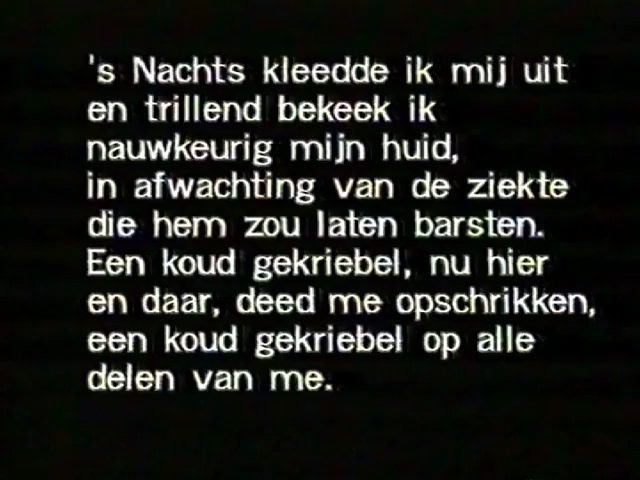 's Nachts kleedde ik mij uit
en trillend bekeek ik
nauwkeurig mijn huid,
in afwachting van de ziekte
die hem zou laten barsten.
Een koud gekriebel, nu hier
en daar, deed me opschrikken,
een koud gekriebel op alle
delen van me.